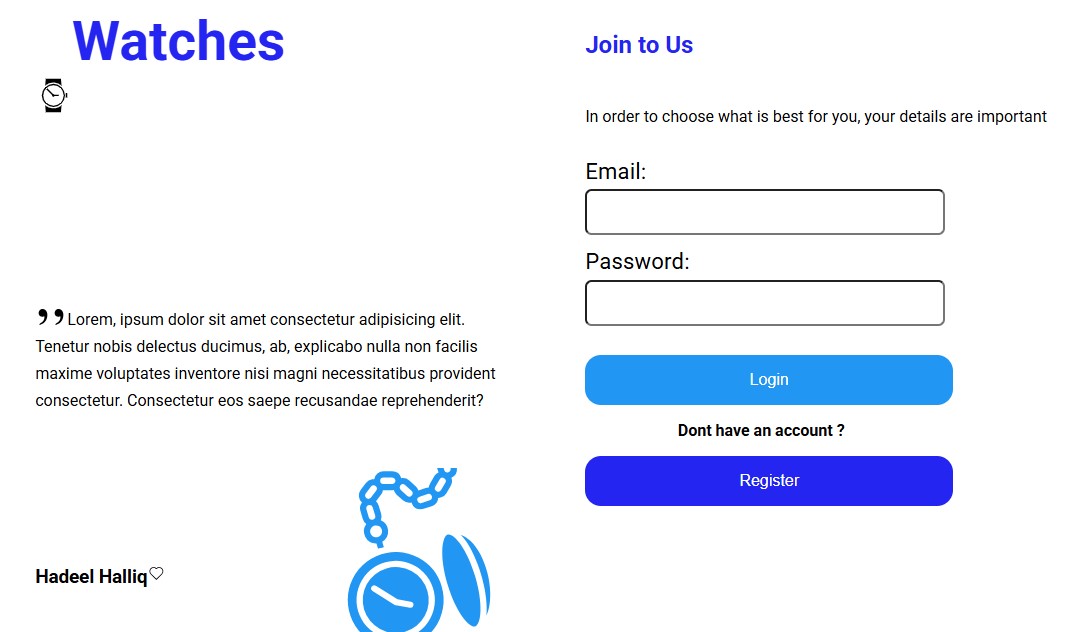 Watches
”Lorem, ipsum dolor sit amet consectetur adipisicing elit.
Tenetur nobis delectus ducimus, ab, explicabo nulla non facilis
maxime voluptates inventore nisi magni necessitatibus provident
consectetur. Consectetur eos saepe recusandae reprehenderit?
Hadeel Halliq♡
Join to Us
In order to choose what is best for you, your details are important
Email:
Password:
Login
Dont have an account ?
Register